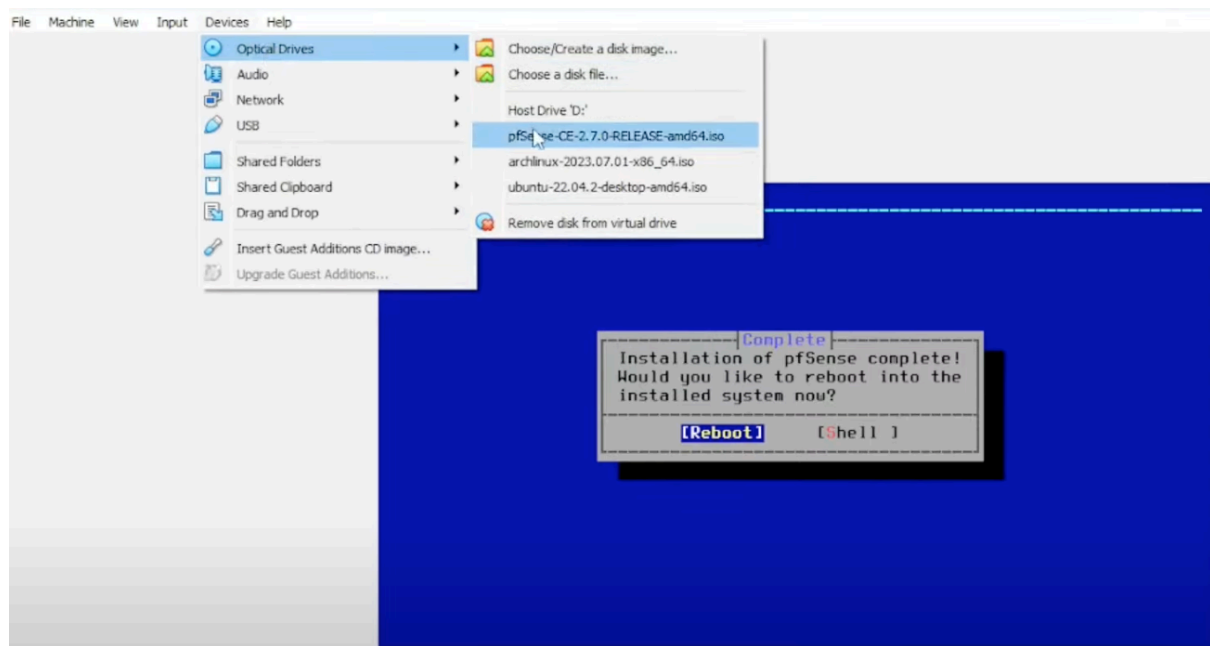 File Machine View Input Devices Help
Optical Drives
Audio
Network
USB
Shared Folders
Shared Clipboard
Drag and Drop
Insert Guest Additions CD image...
Upgrade Guest Additions...
Choose/Create a disk image...
Choose a disk file...
Host Drive 'D:'
pfSense-CE-2.7.0-RELEASE-amd64.iso
archlinux-2023.07.01-x86_64.iso
ubuntu-22.04.2-desktop-amd64.iso
Remove disk from virtual drive
Complete
Installation of pfSense complete!
Would you like to reboot into the
installed system now?
[Reboot] [Shell ]